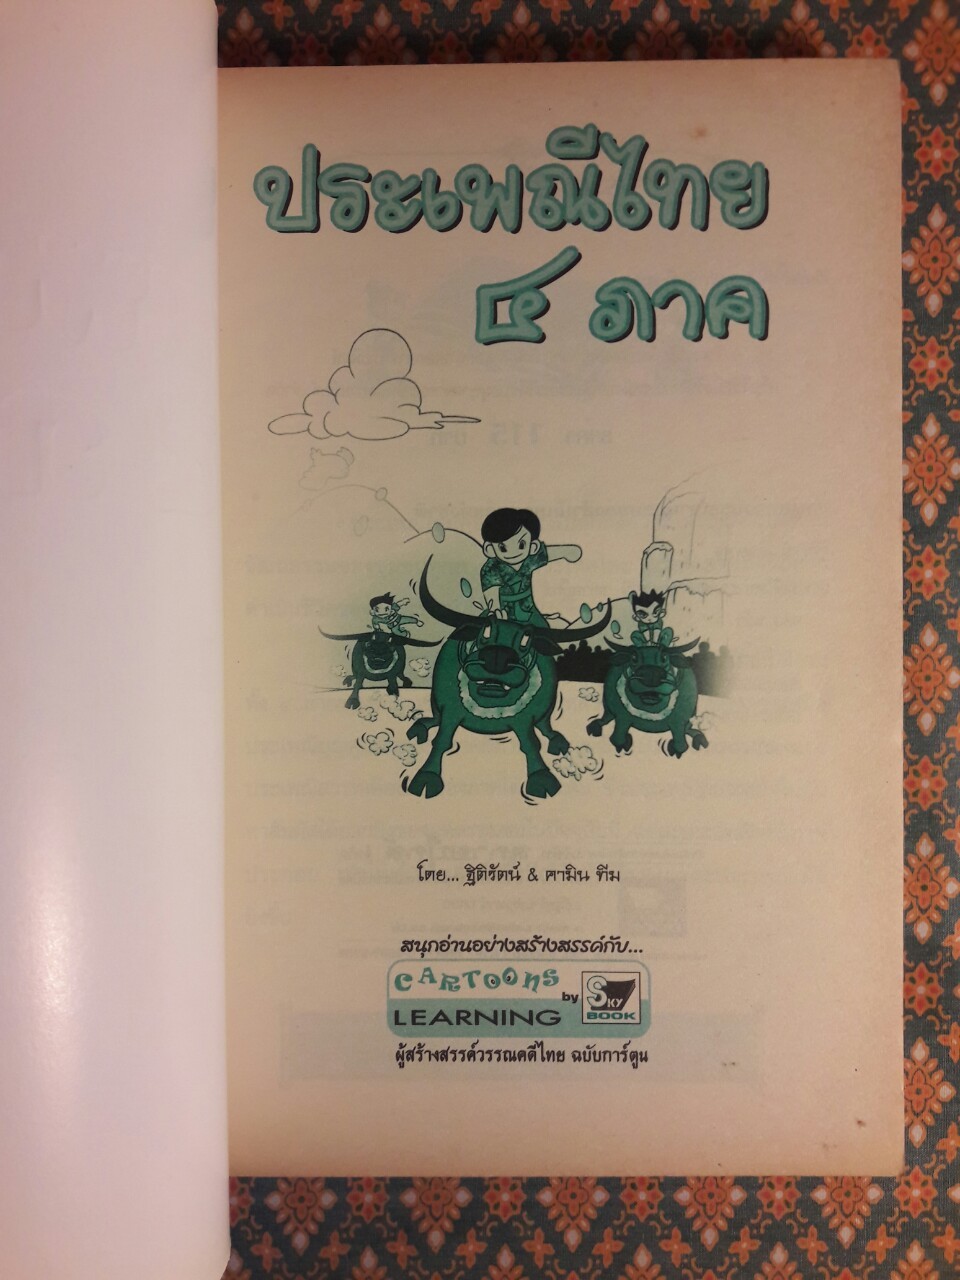 ประเพณีไทย
๔ ภาค
โดย... ฐิติรัตน์ & คามิน ทีม
สนุกอ่านอย่างสร้างสรรค์กับ...
CARTOONS
by SKY BOOK
LEARNING
ผู้สร้างสรรค์วรรณคดีไทย ฉบับการ์ตูน